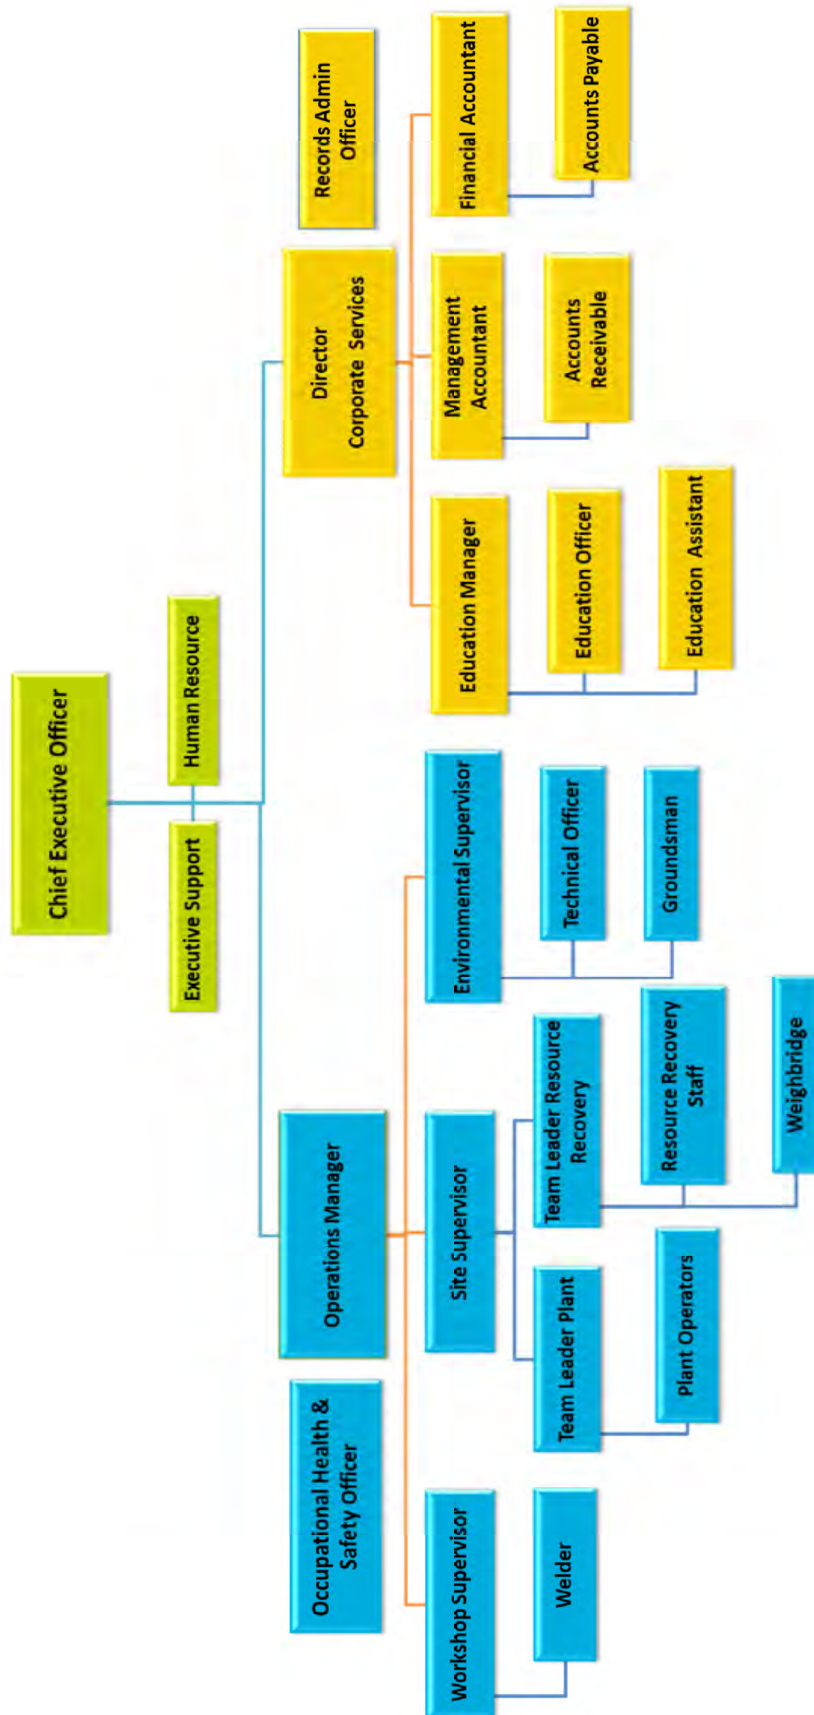 Chief Executive Officer
Executive Support
Human Resource
Occupational Health &
Safety Officer
Operations Manager
Director
Corporate Services
Records Admin
Officer
Workshop Supervisor
Site Supervisor
Environmental Supervisor
Education Manager
Management
Accountant
Financial Accountant
Welder
Team Leader Plant
Team Leader Resource
Recovery
Technical Officer
Education Officer
Accounts
Receivable
Accounts Payable
Plant Operators
Resource Recovery
Staff
Groundsman
Education Assistant
Weighbridge